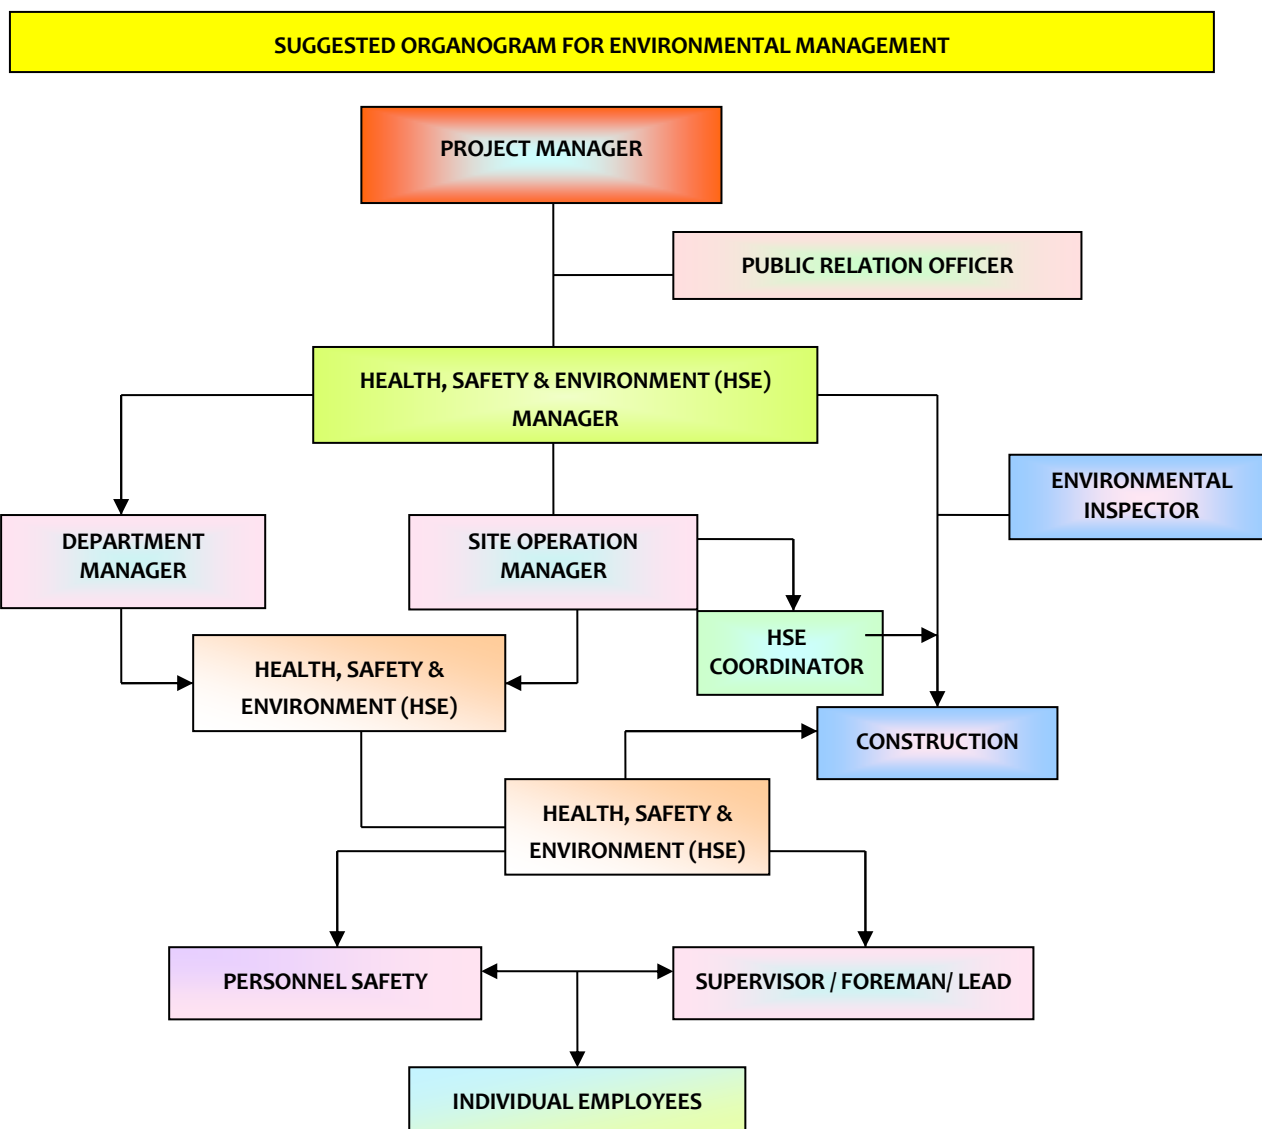 SUGGESTED ORGANOGRAM FOR ENVIRONMENTAL MANAGEMENT
PROJECT MANAGER
PUBLIC RELATION OFFICER
HEALTH, SAFETY & ENVIRONMENT (HSE)
MANAGER
ENVIRONMENTAL
INSPECTOR
DEPARTMENT
MANAGER
SITE OPERATION
MANAGER
HSE
COORDINATOR
HEALTH, SAFETY &
ENVIRONMENT (HSE)
CONSTRUCTION
HEALTH, SAFETY &
ENVIRONMENT (HSE)
PERSONNEL SAFETY
SUPERVISOR / FOREMAN/ LEAD
INDIVIDUAL EMPLOYEES